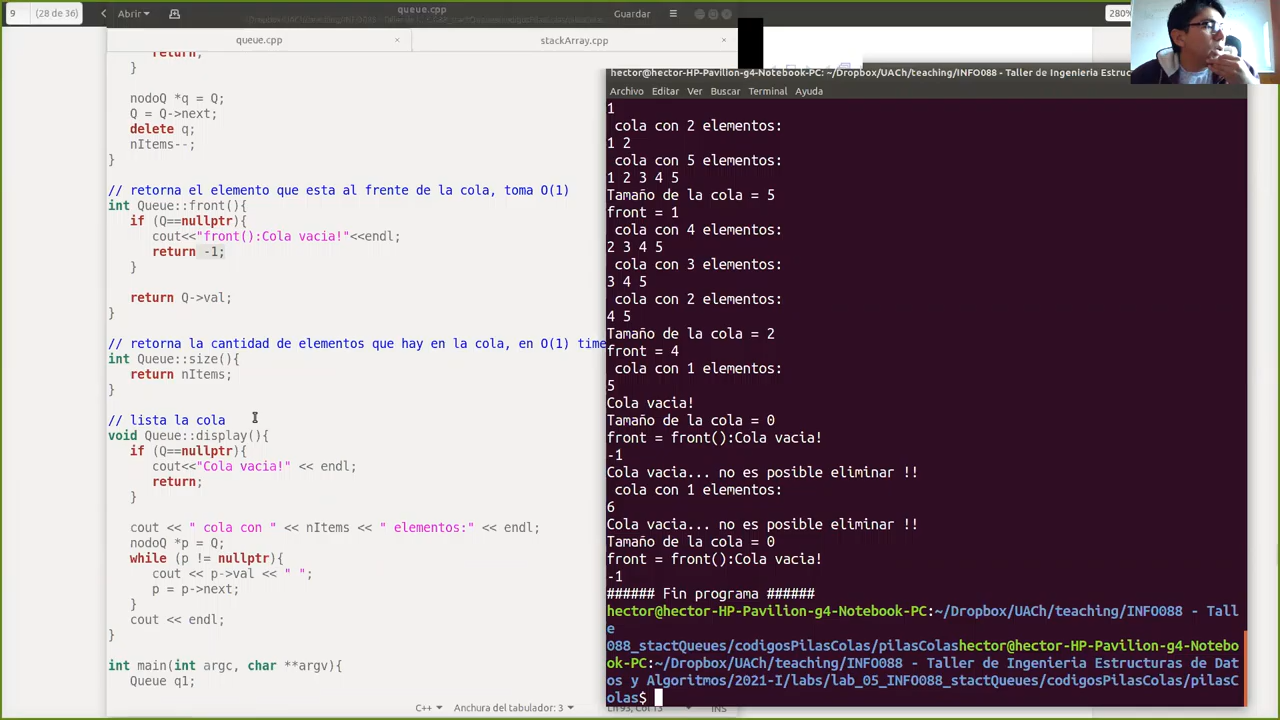 9 (28 de 36) Abrir queue.cpp Guardar 280%
queue.cpp × stackArray.cpp ×
return;
}
nodoQ *q = Q;
Q = Q->next;
delete q;
nItems--;
}
// retorna el elemento que esta al frente de la cola, toma O(1)
int Queue::front(){
if (Q==nullptr){
cout<<"front():Cola vacia!"<<endl;
return -1;
}
return Q->val;
}
// retorna la cantidad de elementos que hay en la cola, en O(1) time
int Queue::size(){
return nItems;
}
// lista la cola
void Queue::display(){
if (Q==nullptr){
cout<<"Cola vacia!" << endl;
return;
}
cout << " cola con " << nItems << " elementos:" << endl;
nodoQ *p = Q;
while (p != nullptr){
cout << p->val << " ";
p = p->next;
}
cout << endl;
}
int main(int argc, char **argv){
Queue q1;
C++ Anchura del tabulador: 3 Ln93, Col13 INS
hector@hector-HP-Pavilion-g4-Notebook-PC: ~/Dropbox/UACh/teaching/INFO088 - Taller de Ingenieria Estructuras
Archivo Editar Ver Buscar Terminal Ayuda
1
cola con 2 elementos:
1 2
cola con 5 elementos:
1 2 3 4 5
Tamaño de la cola = 5
front = 1
cola con 4 elementos:
2 3 4 5
cola con 3 elementos:
3 4 5
cola con 2 elementos:
4 5
Tamaño de la cola = 2
front = 4
cola con 1 elementos:
5
Cola vacia!
Tamaño de la cola = 0
front = front():Cola vacia!
-1
Cola vacia... no es posible eliminar !!
cola con 1 elementos:
6
Cola vacia... no es posible eliminar !!
Tamaño de la cola = 0
front = front():Cola vacia!
-1
###### Fin programa ######
hector@hector-HP-Pavilion-g4-Notebook-PC:~/Dropbox/UACh/teaching/INFO088 - Tall
e
088_stactQueues/codigosPilasColas/pilasColashector@hector-HP-Pavilion-g4-Notebo
ok-PC:~/Dropbox/UACh/teaching/INFO088 - Taller de Ingenieria Estructuras de Dat
os y Algoritmos/2021-I/labs/lab_05_INFO088_stactQueues/codigosPilasColas/pilasC
olas$